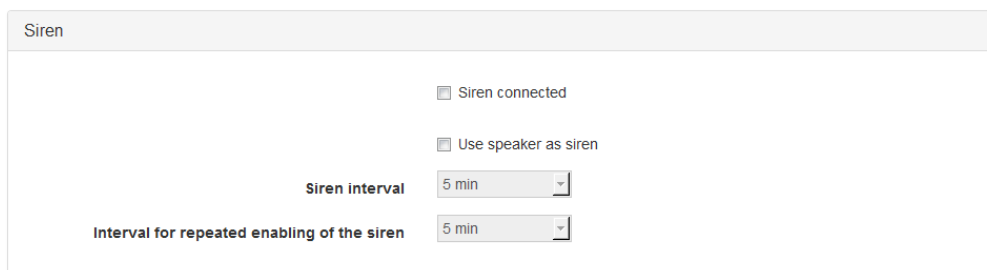 Siren
Siren connected
Use speaker as siren
Siren interval 5 min
Interval for repeated enabling of the siren 5 min